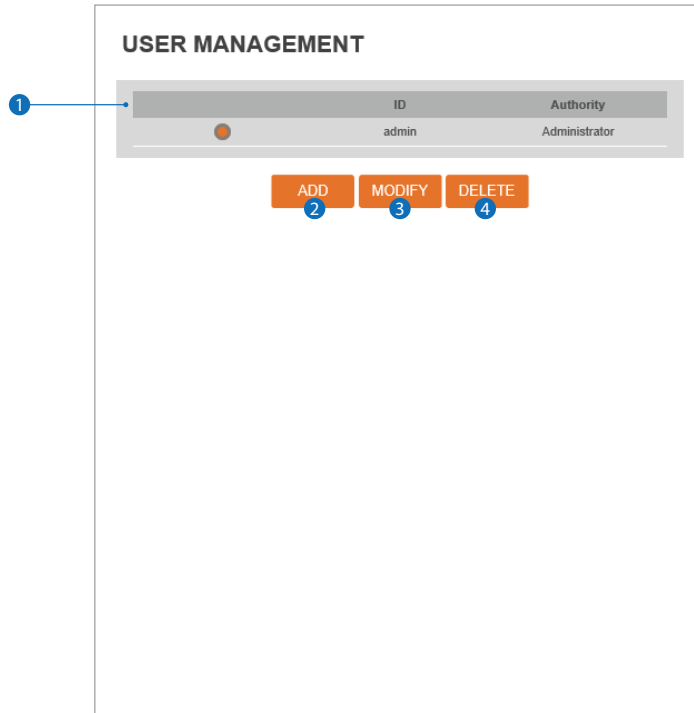 USER MANAGEMENT
1
ID Authority
admin Administrator
ADD MODIFY DELETE
2 3 4